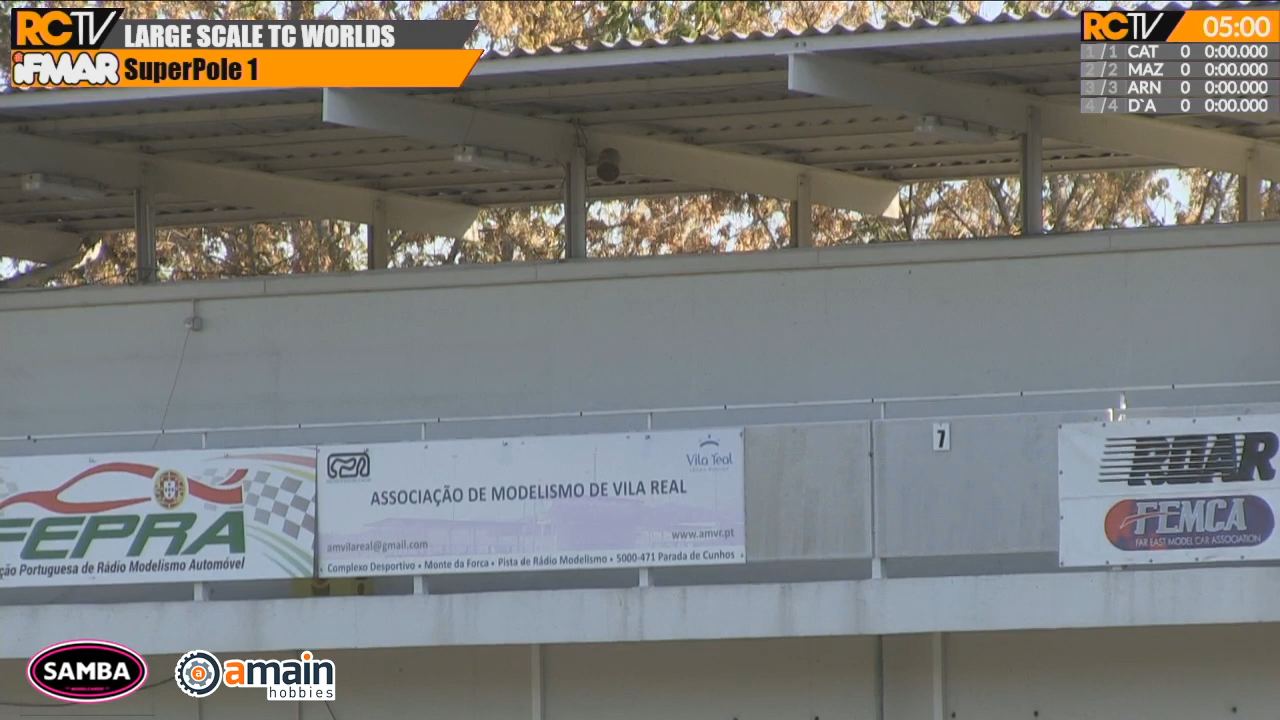 RCTV
LARGE SCALE TC WORLDS
iFMAR
SuperPole 1
RCTV 05:00
1/1 CAT 0 0:00.000
2/2 MAZ 0 0:00.000
3/3 ARN 0 0:00.000
4/4 D`A 0 0:00.000
7
FEPRA
ção Portuguesa de Rádio Modelismo Automóvel
Vila Real
ASSOCIAÇÃO DE MODELISMO DE VILA REAL
www.amvr.pt
amvilareal@gmail.com
Complexo Desportivo • Monte da Forca • Pista de Rádio Modelismo • 5000-471 Parada de Cunhos
ROAR
FEMCA
FAR EAST MODEL CAR ASSOCIATION
SAMBA
amain
hobbies